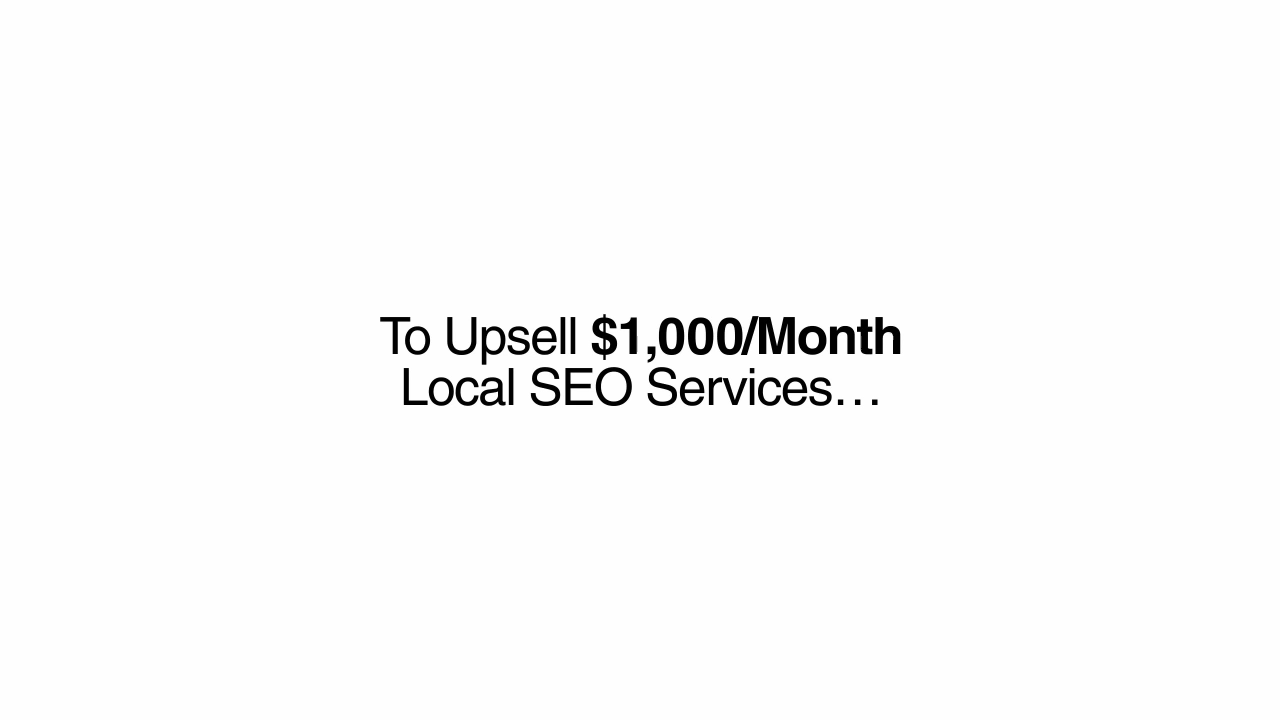 To Upsell $1,000/Month
Local SEO Services…